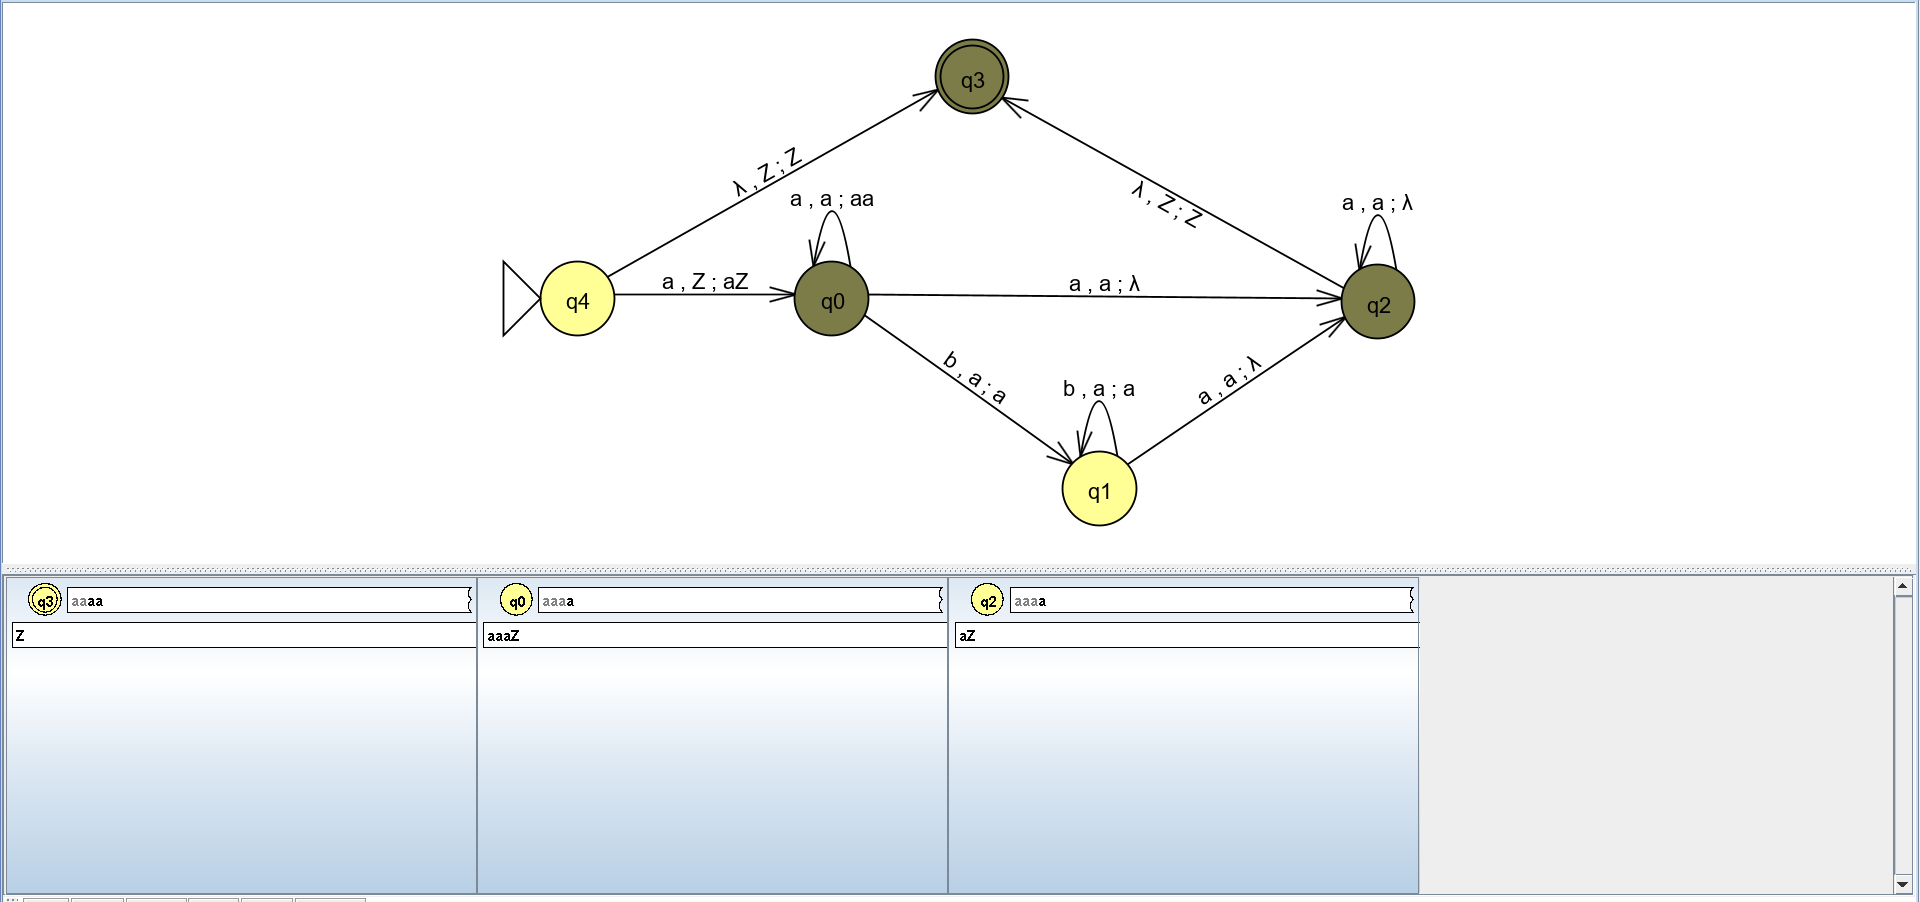 q3
λ , Z ; Z
λ , Z ; Z
a , a ; aa
a , a ; λ
q4
a , Z ; aZ
q0
a , a ; λ
q2
b , a ; a
b , a ; a
a , a ; λ
q1
q3 aaaa
Z
q0 aaaa
aaaZ
q2 aaaa
aZ